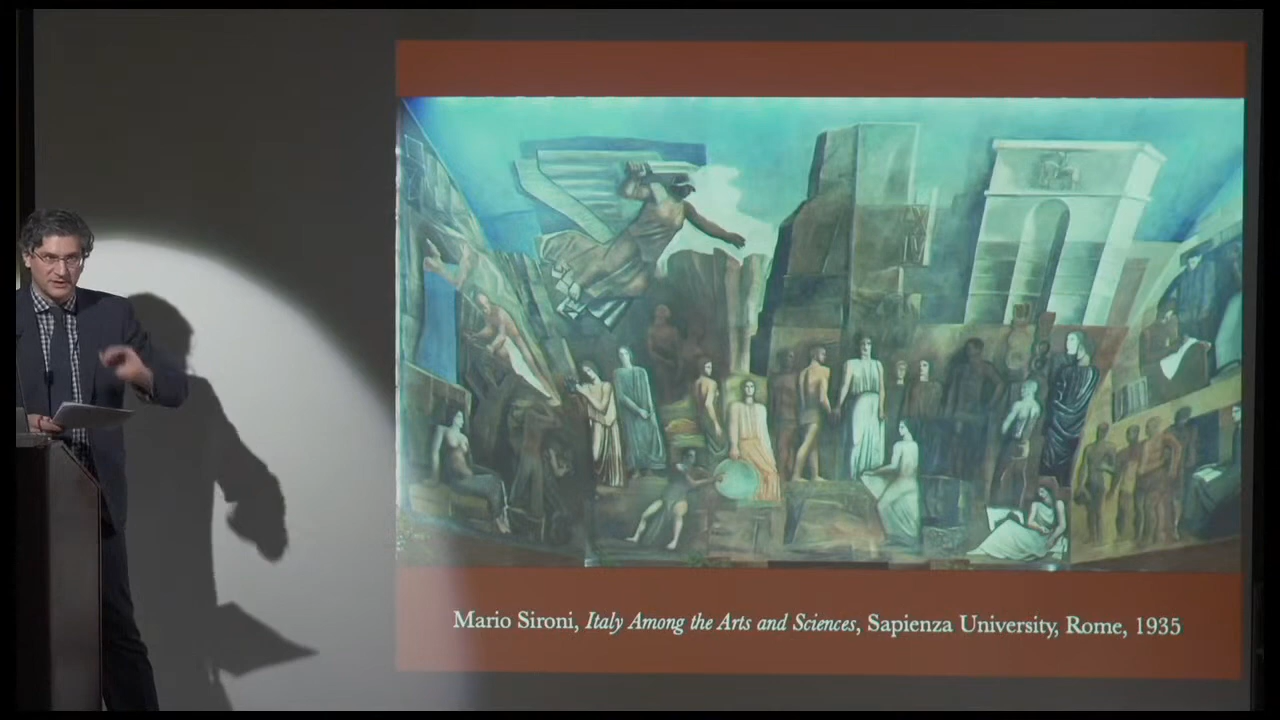 Mario Sironi, Italy Among the Arts and Sciences, Sapienza University, Rome, 1935